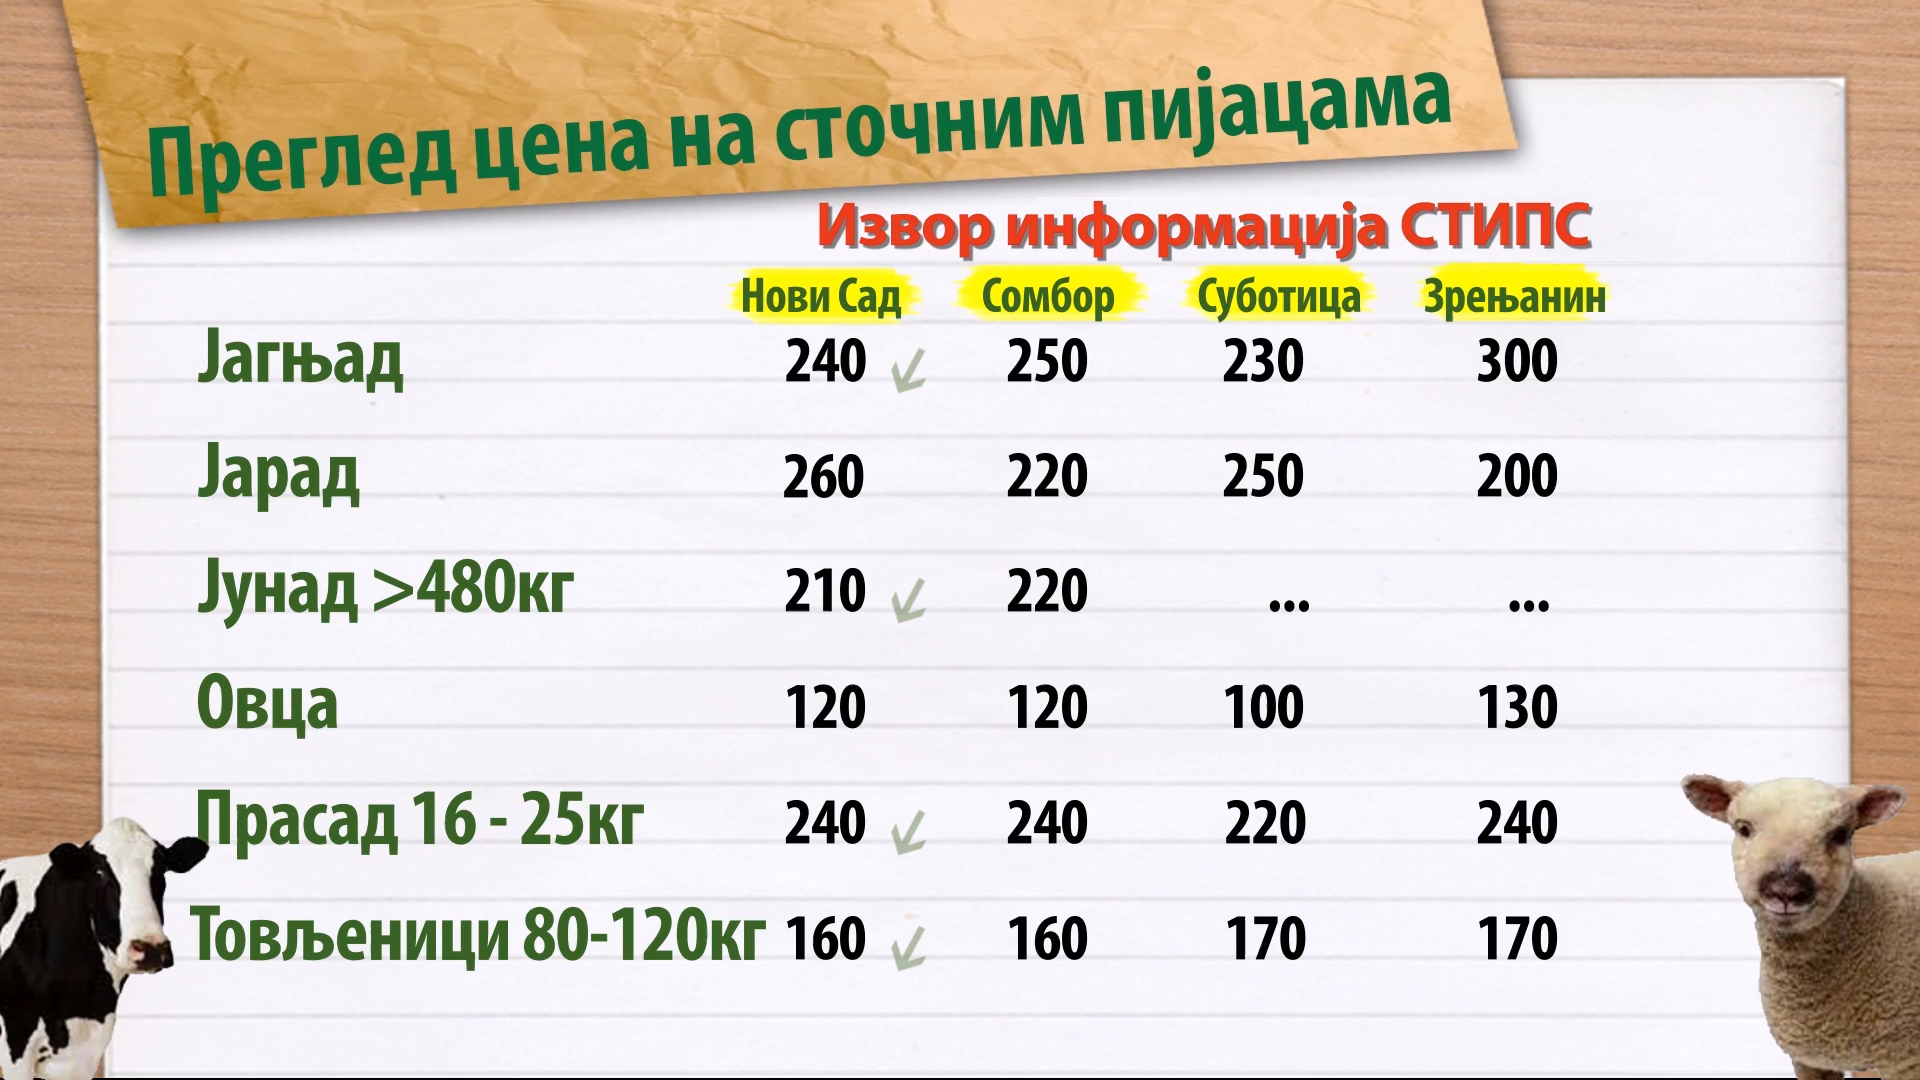 Преглед цена на сточним пијацама
Извор информација СТИПС
Нови Сад Сомбор Суботица Зрењанин
Јагњад 240 250 230 300
Јарад 260 220 250 200
Јунад >480кг 210 220 ... ...
Овца 120 120 100 130
Прасад 16 - 25кг 240 240 220 240
Товљеници 80-120кг 160 160 170 170